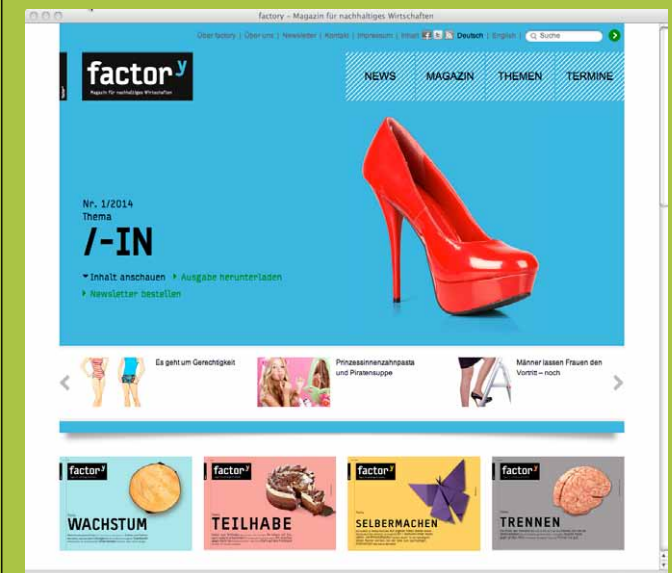 factory – Magazin für nachhaltiges Wirtschaften
Über factory | Über uns | Newsletter | Kontakt | Impressum | Inhalt Deutsch | English | Suche
factory
Magazin für nachhaltiges Wirtschaften
NEWS MAGAZIN THEMEN TERMINE
Nr. 1/2014
Thema
/-IN
Inhalt anschauen Ausgabe herunterladen
Newsletter bestellen
Es geht um Gerechtigkeit
Prinzessinnenzahnpasta
und Piratensuppe
Männer lassen Frauen den
Vortritt – noch
factory
WACHSTUM
factory
TEILHABE
factory
SELBERMACHEN
factory
TRENNEN